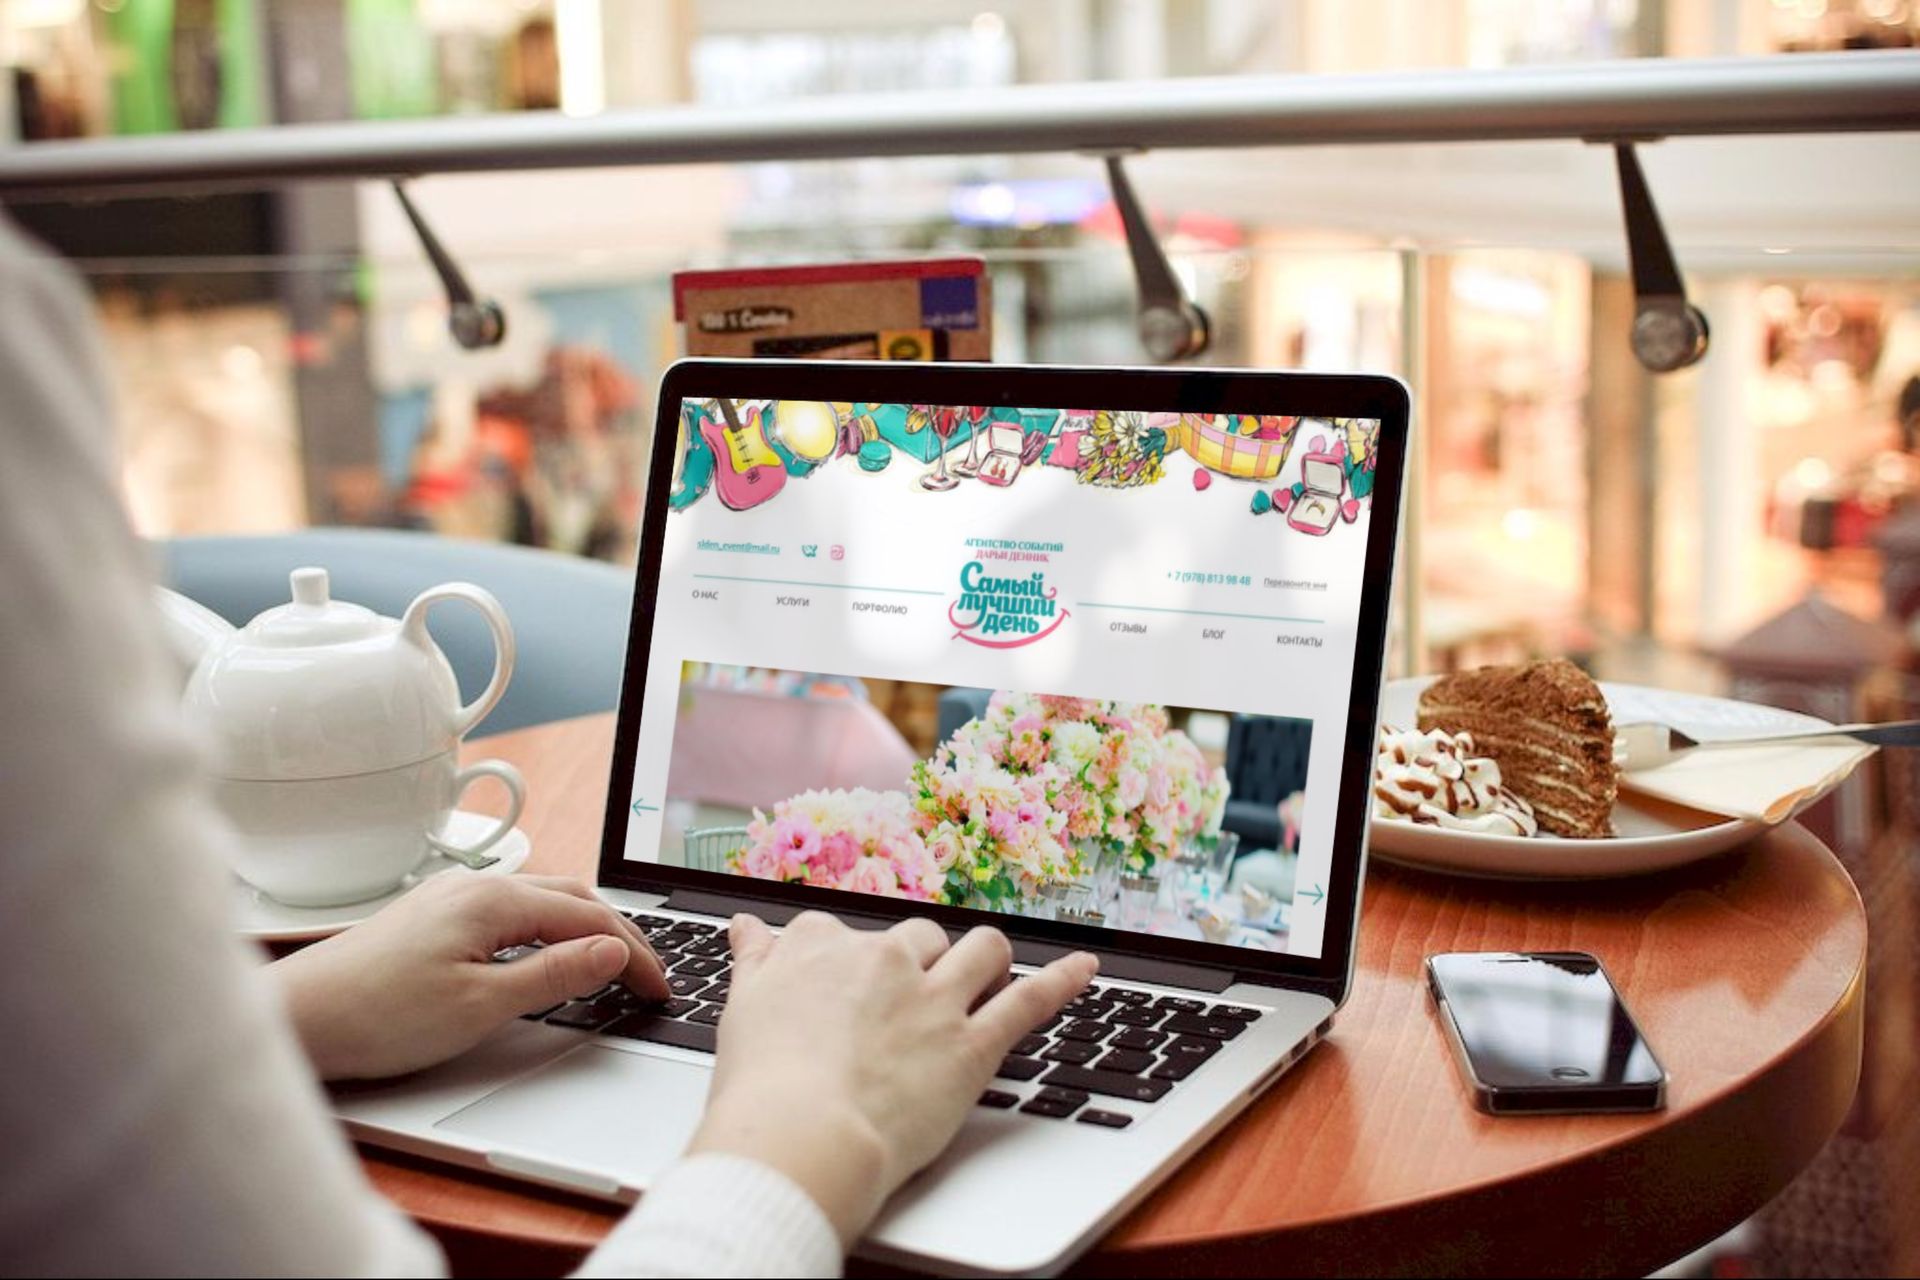 slden_event@mail.ru
АГЕНТСТВО СОБЫТИЙ
ДАРЬИ ДЕННИК
Самый
лучший
день
+ 7 (978) 813 98 48 Перезвоните мне
О НАС УСЛУГИ ПОРТФОЛИО ОТЗЫВЫ БЛОГ КОНТАКТЫ